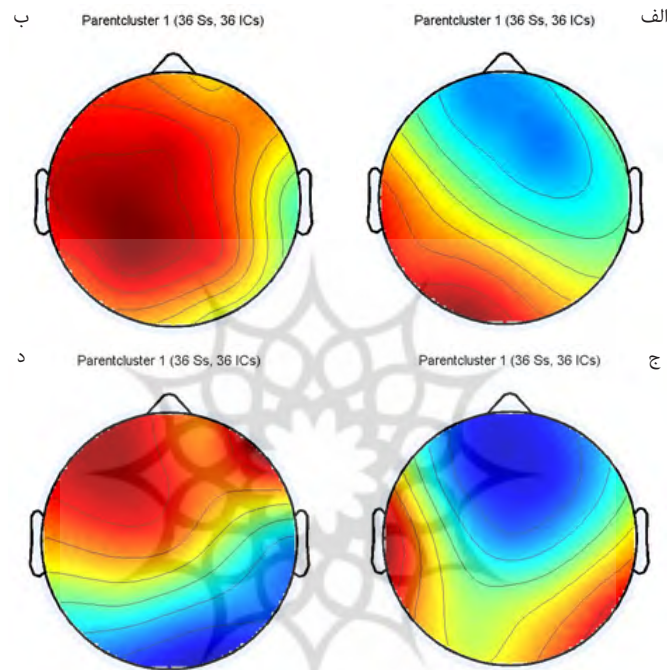 الف
Parentcluster 1 (36 Ss, 36 ICs)
ب
Parentcluster 1 (36 Ss, 36 ICs)
ج
Parentcluster 1 (36 Ss, 36 ICs)
د
Parentcluster 1 (36 Ss, 36 ICs)